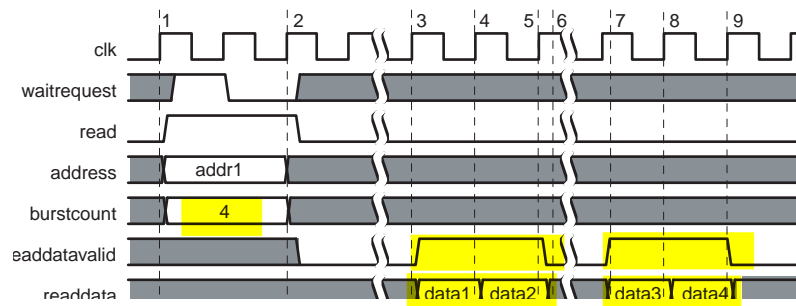 1 2 3 4 5 6 7 8 9
clk
waitrequest
read
address addr1
burstcount 4
eaddatavalid
readdata data1 data2 data3 data4